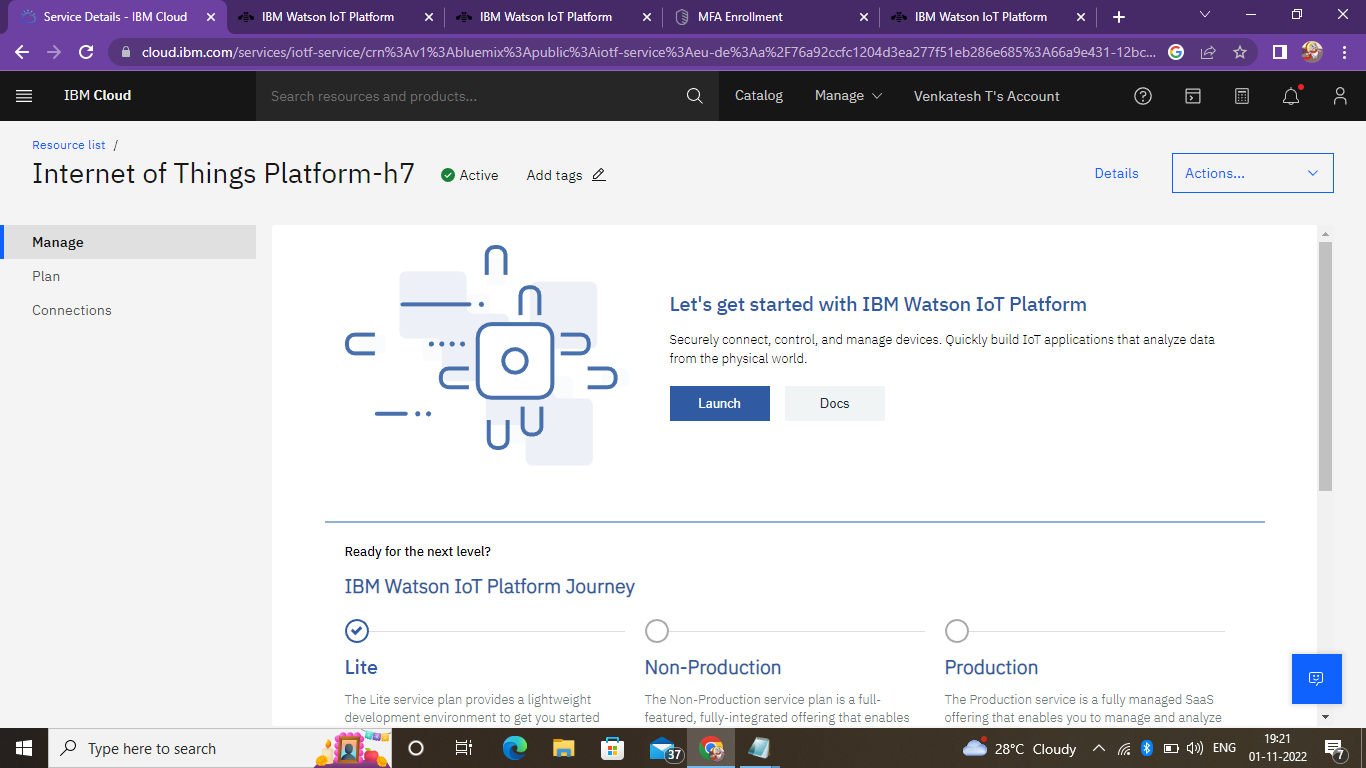 Service Details - IBM Cloud
IBM Watson IoT Platform
IBM Watson IoT Platform
MFA Enrollment
IBM Watson IoT Platform
cloud.ibm.com/services/iotf-service/crn%3Av1%3Abluemix%3Apublic%3Aiotf-service%3Aeu-de%3Aa%2F76a92ccfc1204d3ea277f51eb286e685%3A66a9e431-12bc...
IBM Cloud
Search resources and products...
Catalog
Manage
Venkatesh T's Account
Resource list /
Internet of Things Platform-h7
Active
Add tags
Details
Actions...
Manage
Plan
Connections
Let's get started with IBM Watson IoT Platform
Securely connect, control, and manage devices. Quickly build IoT applications that analyze data
from the physical world.
Launch
Docs
Ready for the next level?
IBM Watson IoT Platform Journey
Lite
The Lite service plan provides a lightweight
development environment to get you started
Non-Production
The Non-Production service plan is a full-
featured, fully-integrated offering that enables
Production
The Production service is a fully managed SaaS
offering that enables you to manage and analyze
Type here to search
37
28°C Cloudy
ENG
19:21
01-11-2022
7